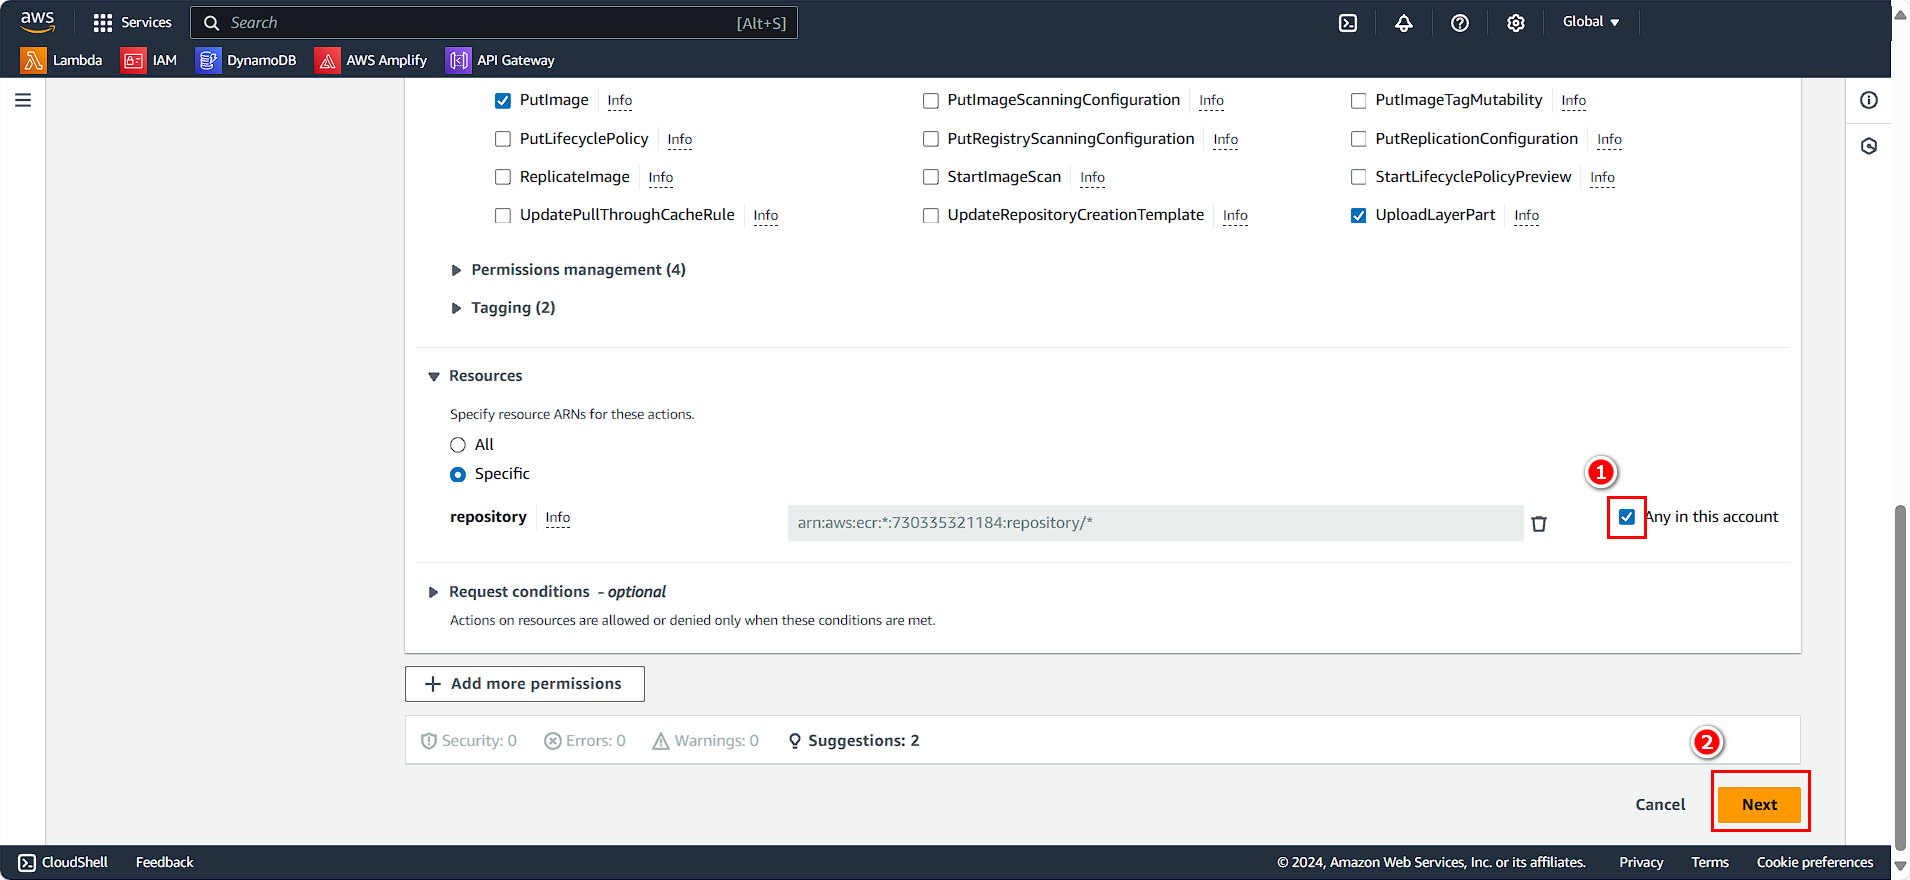 aws Services Search [Alt+S] Global
Lambda IAM DynamoDB AWS Amplify API Gateway
PutImage Info PutImageScanningConfiguration Info PutImageTagMutability Info
PutLifecyclePolicy Info PutRegistryScanningConfiguration Info PutReplicationConfiguration Info
ReplicateImage Info StartImageScan Info StartLifecyclePolicyPreview Info
UpdatePullThroughCacheRule Info UpdateRepositoryCreationTemplate Info UploadLayerPart Info
Permissions management (4)
Tagging (2)
Resources
Specify resource ARNs for these actions.
All
Specific
1
repository Info arn:aws:ecr:*:730335321184:repository/* Any in this account
Request conditions - optional
Actions on resources are allowed or denied only when these conditions are met.
Add more permissions
Security: 0 Errors: 0 Warnings: 0 Suggestions: 2
2
Cancel Next
CloudShell Feedback © 2024, Amazon Web Services, Inc. or its affiliates. Privacy Terms Cookie preferences